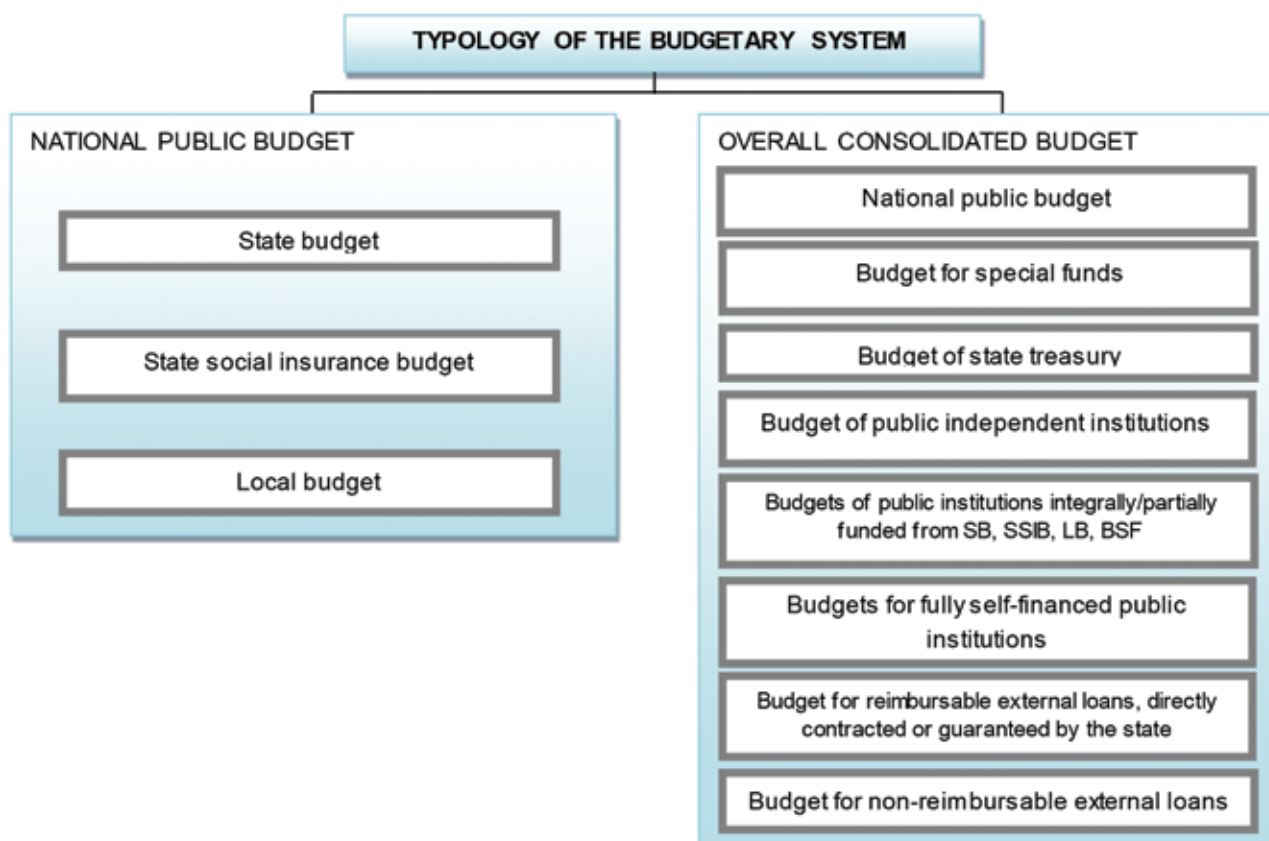 TYPOLOGY OF THE BUDGETARY SYSTEM
NATIONAL PUBLIC BUDGET
State budget
State social insurance budget
Local budget
OVERALL CONSOLIDATED BUDGET
National public budget
Budget for special funds
Budget of state treasury
Budget of public independent institutions
Budgets of public institutions integrally/partially
funded from SB, SSIB, LB, BSF
Budgets for fully self-financed public
institutions
Budget for reimbursable external loans, directly
contracted or guaranteed by the state
Budget for non-reimbursable external loans